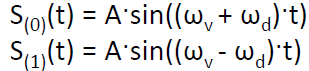 S(0)(t) = A·sin((ωv + ωd)·t)
S(1)(t) = A·sin((ωv - ωd)·t)